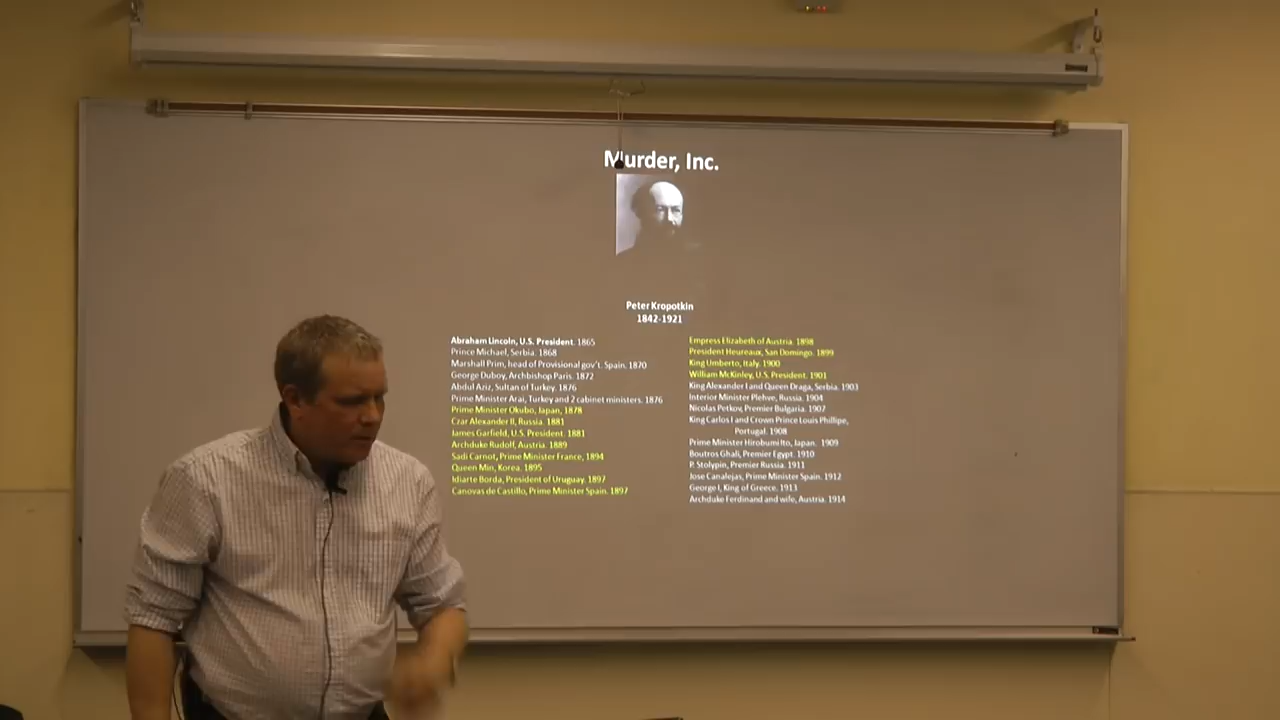 Murder, Inc.
Peter Kropotkin
1842-1921
Abraham Lincoln, U.S. President. 1865
Prince Michael, Serbia. 1868
Marshall Prim, head of Provisional gov't. Spain. 1870
George Duboy, Archbishop Paris. 1872
Abdul Aziz, Sultan of Turkey. 1876
Prime Minister Arai, Turkey and 2 cabinet ministers. 1876
Prime Minister Okubo, Japan, 1878
Czar Alexander II, Russia. 1881
James Garfield, U.S. President. 1881
Archduke Rudolf, Austria. 1889
Sadi Carnot, Prime Minister France, 1894
Queen Min, Korea. 1895
Idiarte Borda, President of Uruguay. 1897
Canovas de Castillo, Prime Minister Spain. 1897
Empress Elizabeth of Austria. 1898
President Heureaux, San Domingo. 1899
King Umberto, Italy. 1900
William McKinley, U.S. President. 1901
King Alexander I and Queen Draga, Serbia. 1903
Interior Minister Plehve, Russia. 1904
Nicolas Petkov, Premier Bulgaria. 1907
King Carlos I and Crown Prince Louis Phillipe,
Portugal. 1908
Prime Minister Hirobumi Ito, Japan. 1909
Boutros Ghali, Premier Egypt. 1910
P. Stolypin, Premier Russia. 1911
Jose Canalejas, Prime Minister Spain. 1912
George I, King of Greece. 1913
Archduke Ferdinand and wife, Austria. 1914